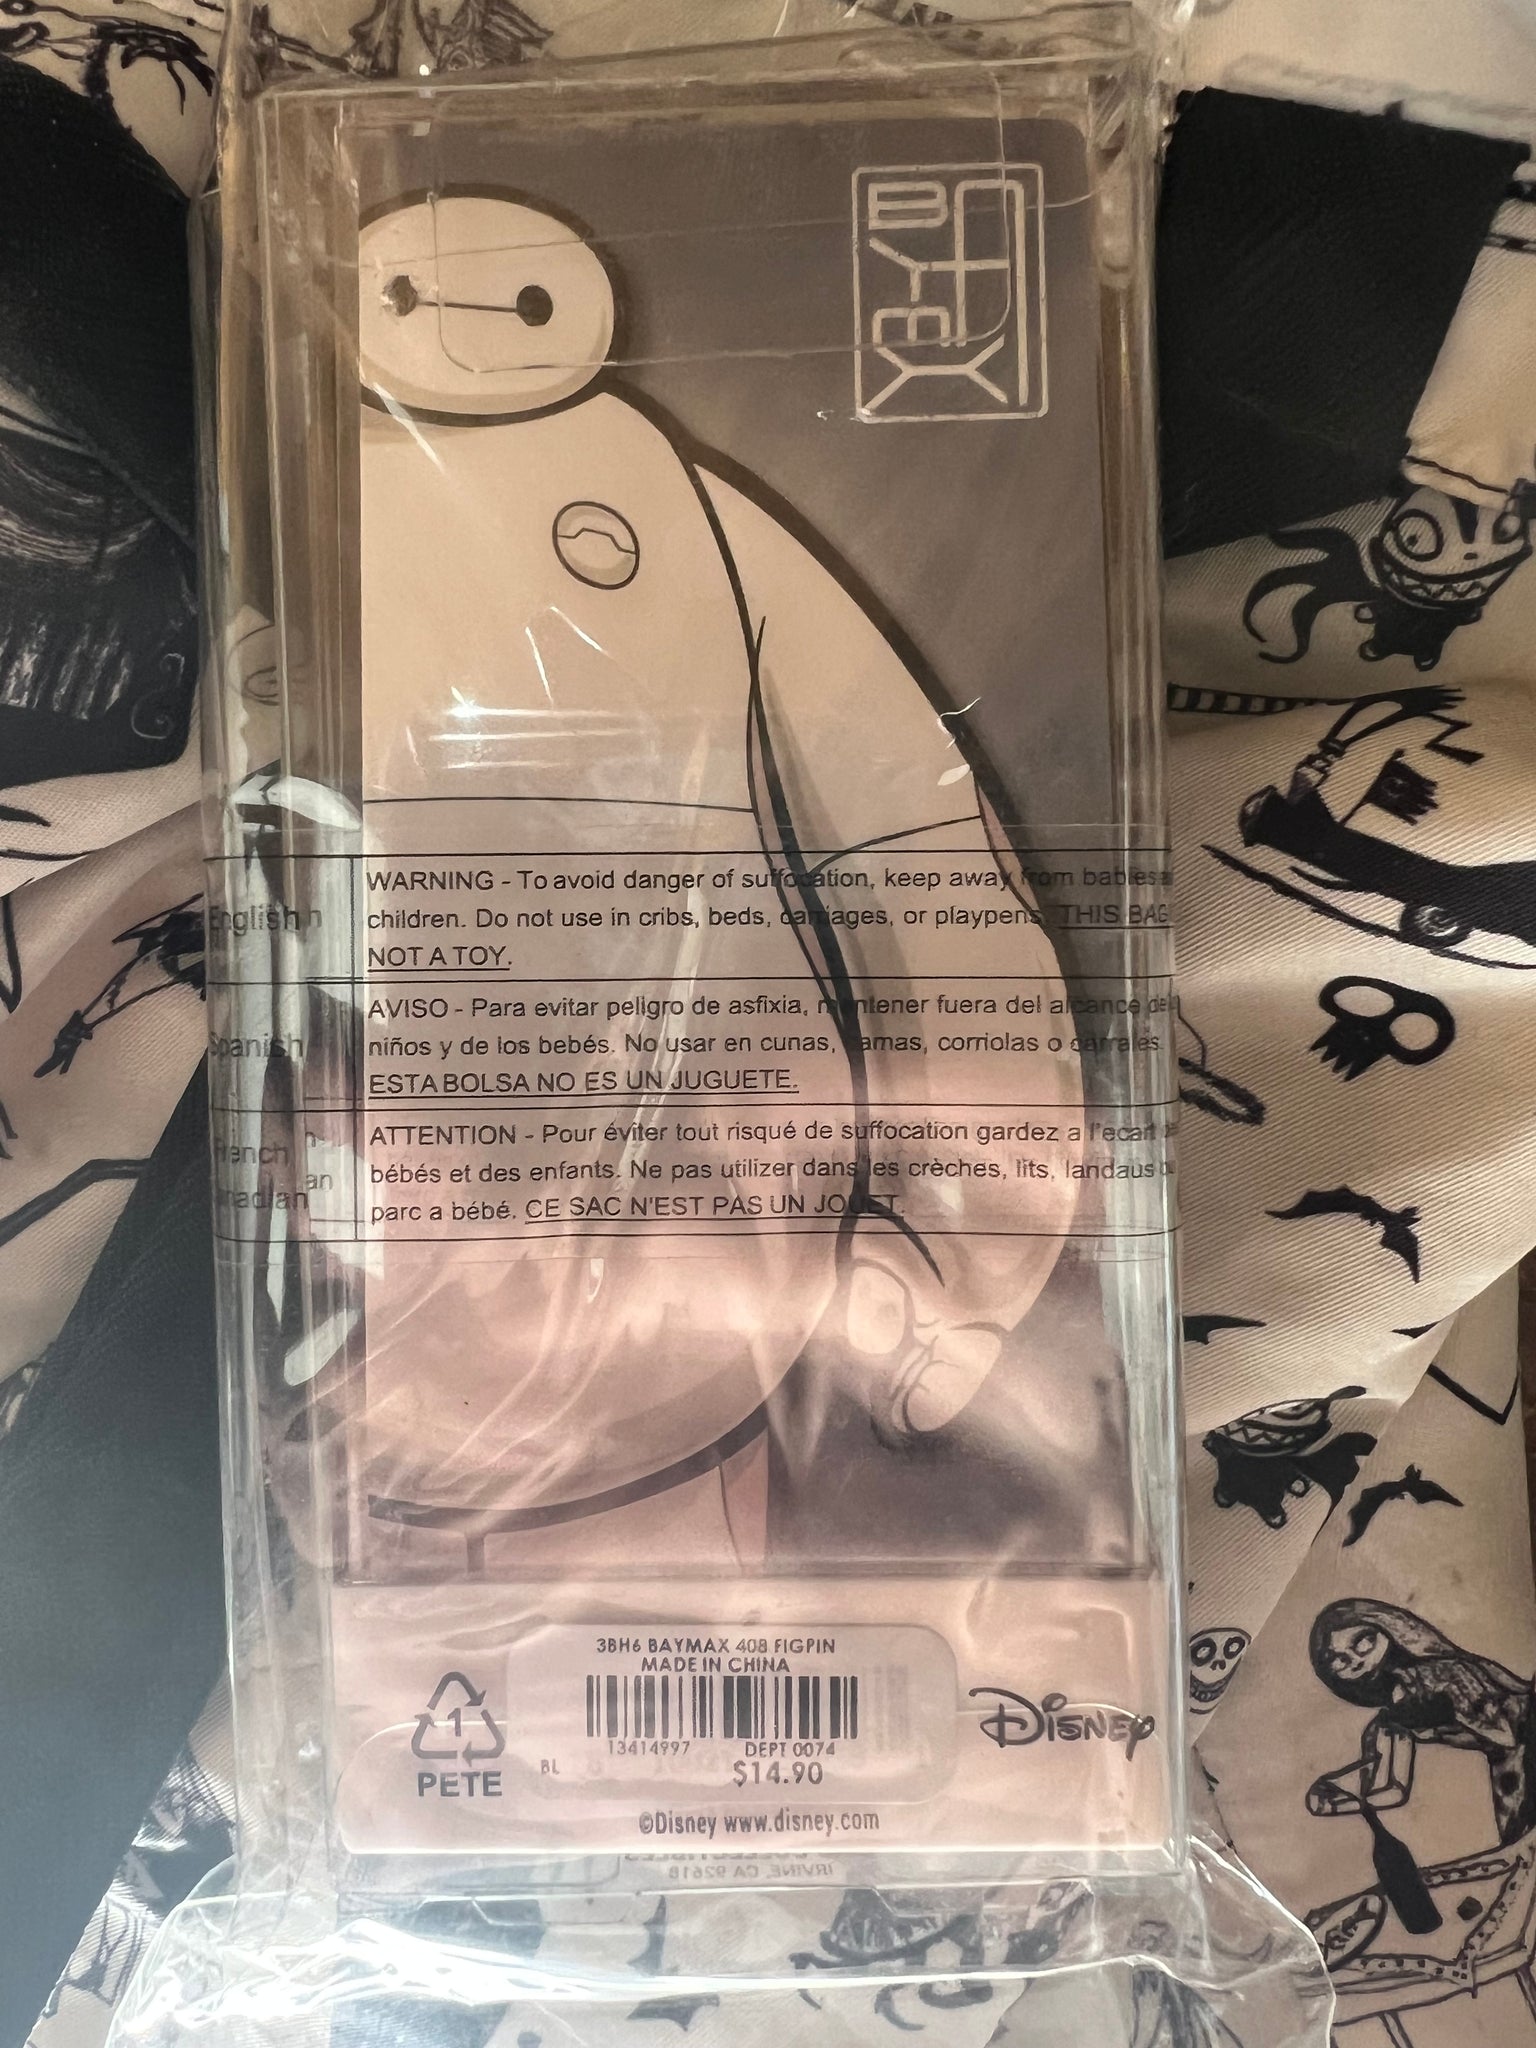 WARNING - To avoid danger of suffocation, keep away from babies
English children. Do not use in cribs, beds, carriages, or playpens. THIS BAG
NOT A TOY.
AVISO - Para evitar peligro de asfixia, mantener fuera del alcance de
Spanish niños y de los bebés. No usar en cunas, camas, corriolas o corrales.
ESTA BOLSA NO ES UN JUGUETE.
ATTENTION - Pour éviter tout risqué de suffocation gardez a l'ecart
French bébés et des enfants. Ne pas utilizer dans les crèches, lits, landaus
parc a bébé. CE SAC N'EST PAS UN JOUET.
3BH6 BAYMAX 408 FIGPIN
MADE IN CHINA
13414997 DEPT 0074
BL $14.90
1
PETE
Disney
©Disney www.disney.com
IRVINE, CA 92618